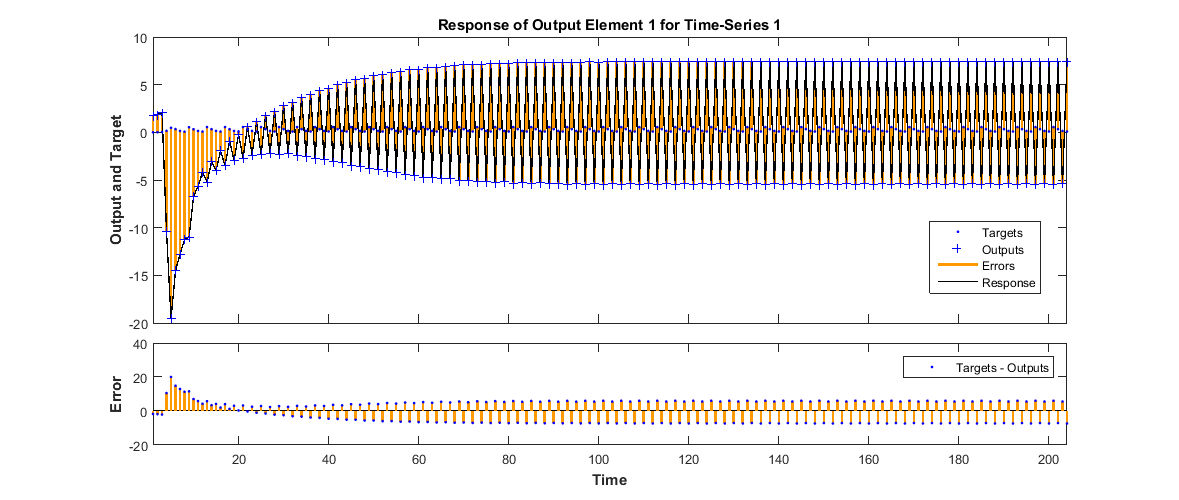 Response of Output Element 1 for Time-Series 1
Output and Target
10
5
0
-5
-10
-15
-20
Targets
Outputs
Errors
Response
Error
40
20
0
-20
Targets - Outputs
20 40 60 80 100 120 140 160 180 200
Time